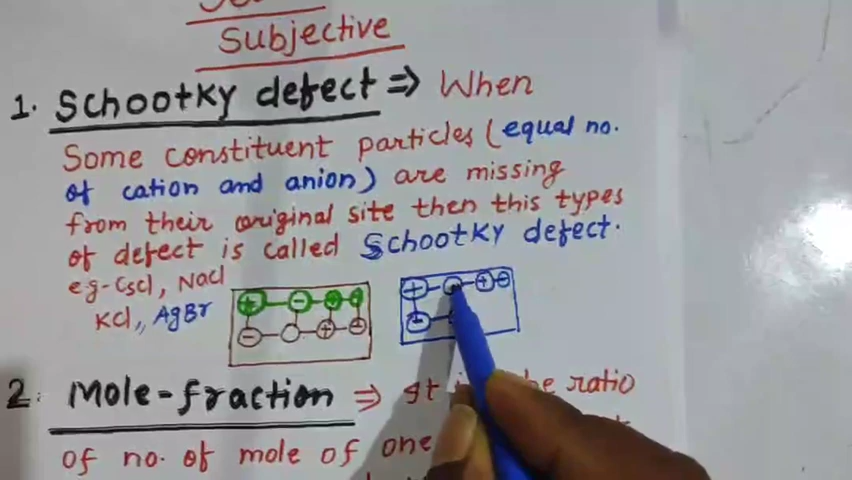 Subjective
1. Schootky defect ⇒ When
Some constituent particles (equal no.
of cation and anion) are missing
from their original site then this types
of defect is called Schootky defect.
eg- CsCl, NaCl
KCl,, AgBr
+ - + -
- + -
+ - + -
2. Mole-fraction ⇒ It ratio
of no. of mole of one